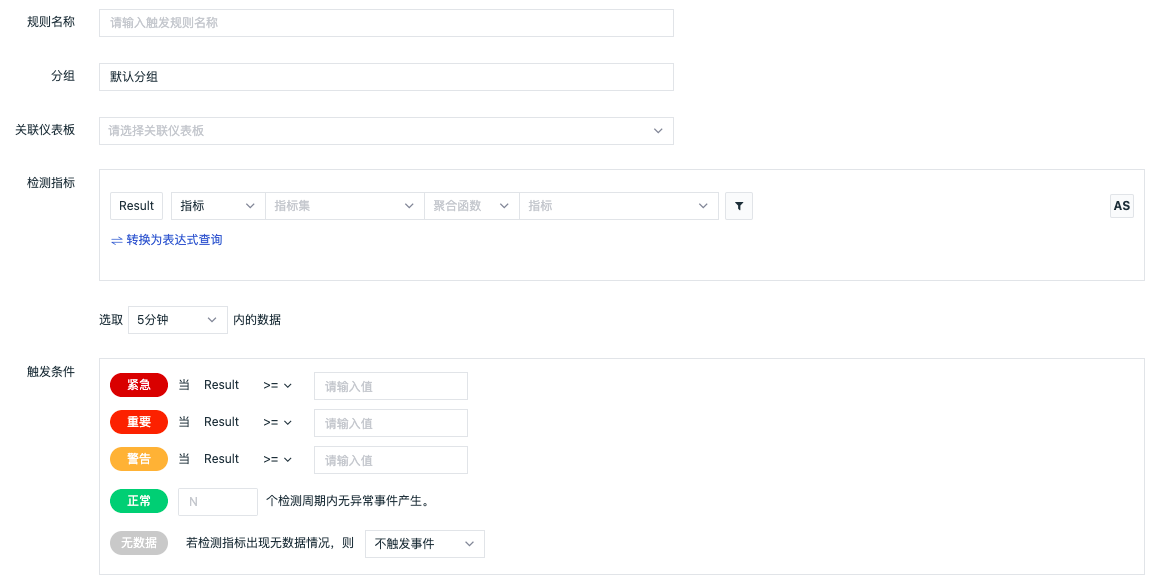 规则名称 请输入触发规则名称
分组 默认分组
关联仪表板 请选择关联仪表板
检测指标 Result 指标 指标集 聚合函数 指标 AS
⇌ 转换为表达式查询
选取 5分钟 内的数据
触发条件 紧急 当 Result >= 请输入值
重要 当 Result >= 请输入值
警告 当 Result >= 请输入值
正常 N 个检测周期内无异常事件产生。
无数据 若检测指标出现无数据情况，则 不触发事件